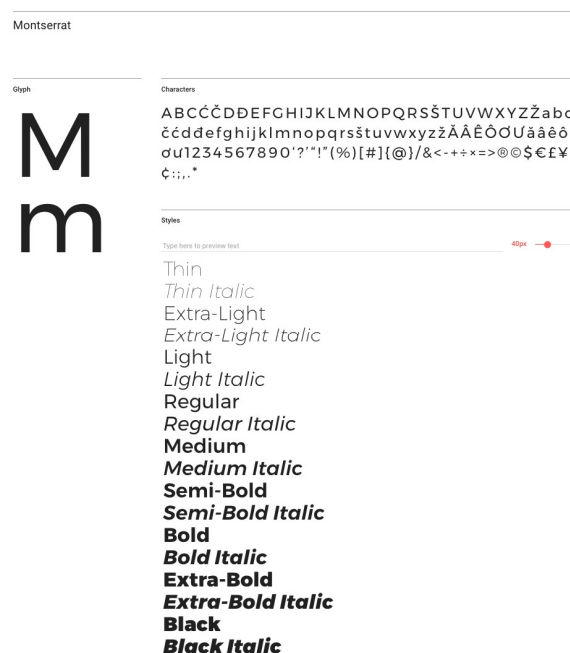 Montserrat
Glyph
M
m
Characters
ABCĆČDĐEFGHIJKLMNOPQRSŠTUVWXYZŽabc
čćdđefghijklmnopqrsštuvwxyzžĂÂÊÔƠƯăâêô
ơư1234567890‘?’“!”(%)[#]{@}/&<-+÷×=>®©$€£¥
¢:;,.*
Styles
Type here to preview text
40px
Thin
Thin Italic
Extra-Light
Extra-Light Italic
Light
Light Italic
Regular
Regular Italic
Medium
Medium Italic
Semi-Bold
Semi-Bold Italic
Bold
Bold Italic
Extra-Bold
Extra-Bold Italic
Black
Black Italic